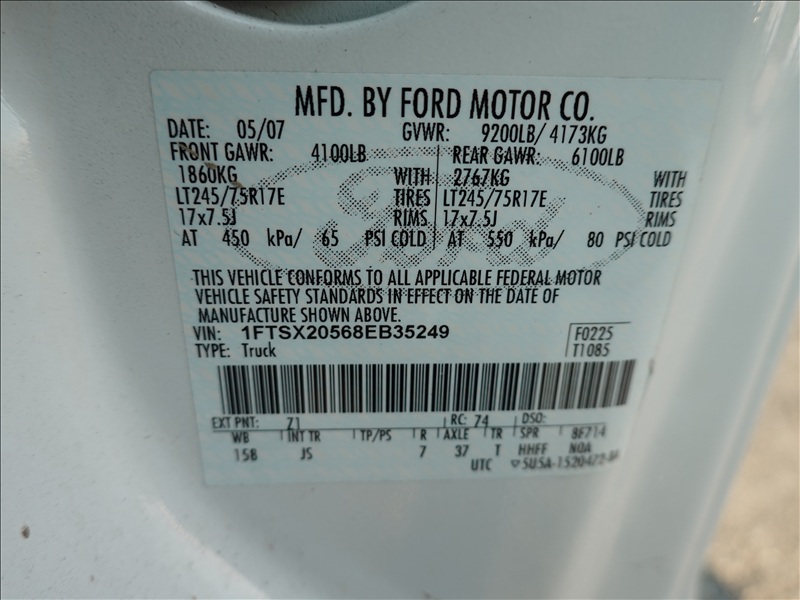 MFD. BY FORD MOTOR CO.
DATE: 05/07 GVWR: 9200LB/ 4173KG
FRONT GAWR: 4100LB REAR GAWR: 6100LB
1860KG WITH 2767KG WITH
LT245/75R17E TIRES LT245/75R17E TIRES
17x7.5J RIMS 17x7.5J RIMS
AT 450 kPa/ 65 PSI COLD AT 550 kPa/ 80 PSI COLD
Ford
THIS VEHICLE CONFORMS TO ALL APPLICABLE FEDERAL MOTOR
VEHICLE SAFETY STANDARDS IN EFFECT ON THE DATE OF
MANUFACTURE SHOWN ABOVE.
VIN: 1FTSX20568EB35249 F0225
TYPE: Truck T1085
EXT PNT: Z1 RC: 74 DSO:
WB INT TR TP/PS R AXLE TR SPR 8F714
158 JS 7 37 T HHFF NOA
UTC